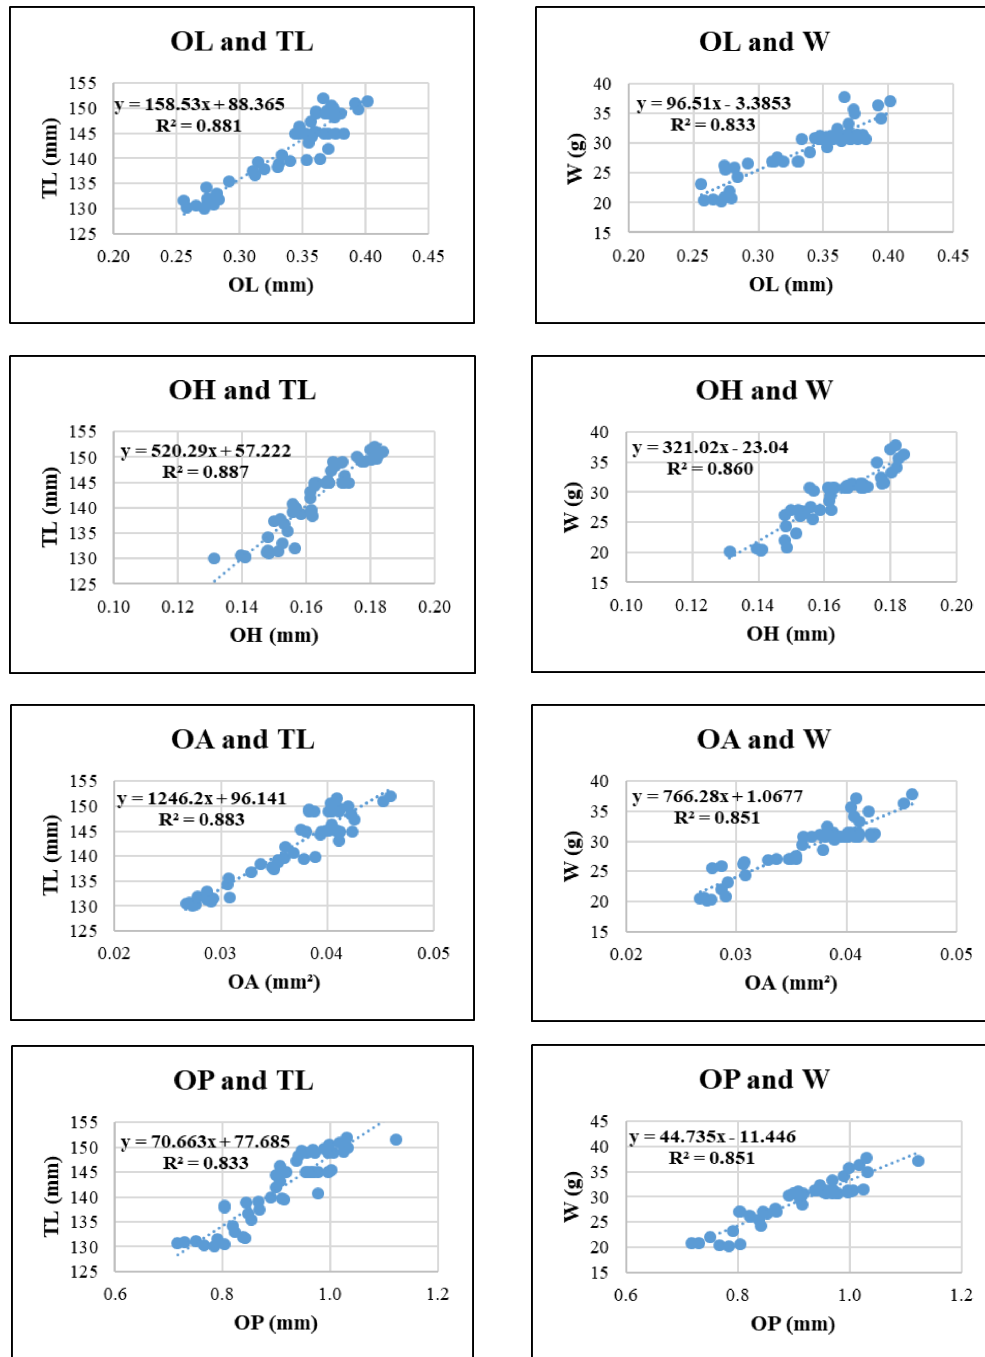 OL and TL
y = 158.53x + 88.365
R² = 0.881
155
150
145
140
135
130
125
TL (mm)
0.20 0.25 0.30 0.35 0.40 0.45
OL (mm)
OL and W
y = 96.51x - 3.3853
R² = 0.833
40
35
30
25
20
15
W (g)
0.20 0.25 0.30 0.35 0.40 0.45
OL (mm)
OH and TL
y = 520.29x + 57.222
R² = 0.887
155
150
145
140
135
130
125
TL (mm)
0.10 0.12 0.14 0.16 0.18 0.20
OH (mm)
OH and W
y = 321.02x - 23.04
R² = 0.860
40
35
30
25
20
15
W (g)
0.10 0.12 0.14 0.16 0.18 0.20
OH (mm)
OA and TL
y = 1246.2x + 96.141
R² = 0.883
155
150
145
140
135
130
125
TL (mm)
0.02 0.03 0.04 0.05
OA (mm²)
OA and W
y = 766.28x + 1.0677
R² = 0.851
40
35
30
25
20
15
W (g)
0.02 0.03 0.04 0.05
OA (mm²)
OP and TL
y = 70.663x + 77.685
R² = 0.833
155
150
145
140
135
130
125
TL (mm)
0.6 0.8 1.0 1.2
OP (mm)
OP and W
y = 44.735x - 11.446
R² = 0.851
45
40
35
30
25
20
15
W (g)
0.6 0.8 1.0 1.2
OP (mm)